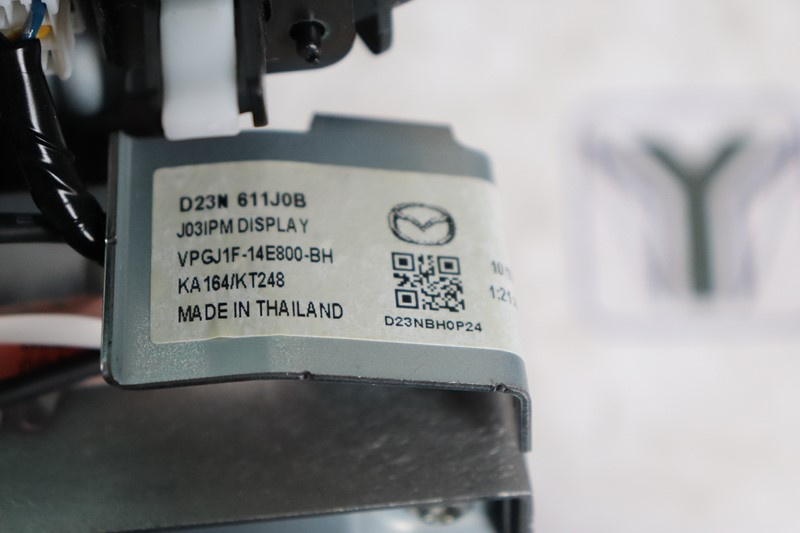 D23N 611J0B
J03IPM DISPLAY
VPGJ1F-14E800-BH
KA164/KT248
MADE IN THAILAND
D23NBH0P24
Y